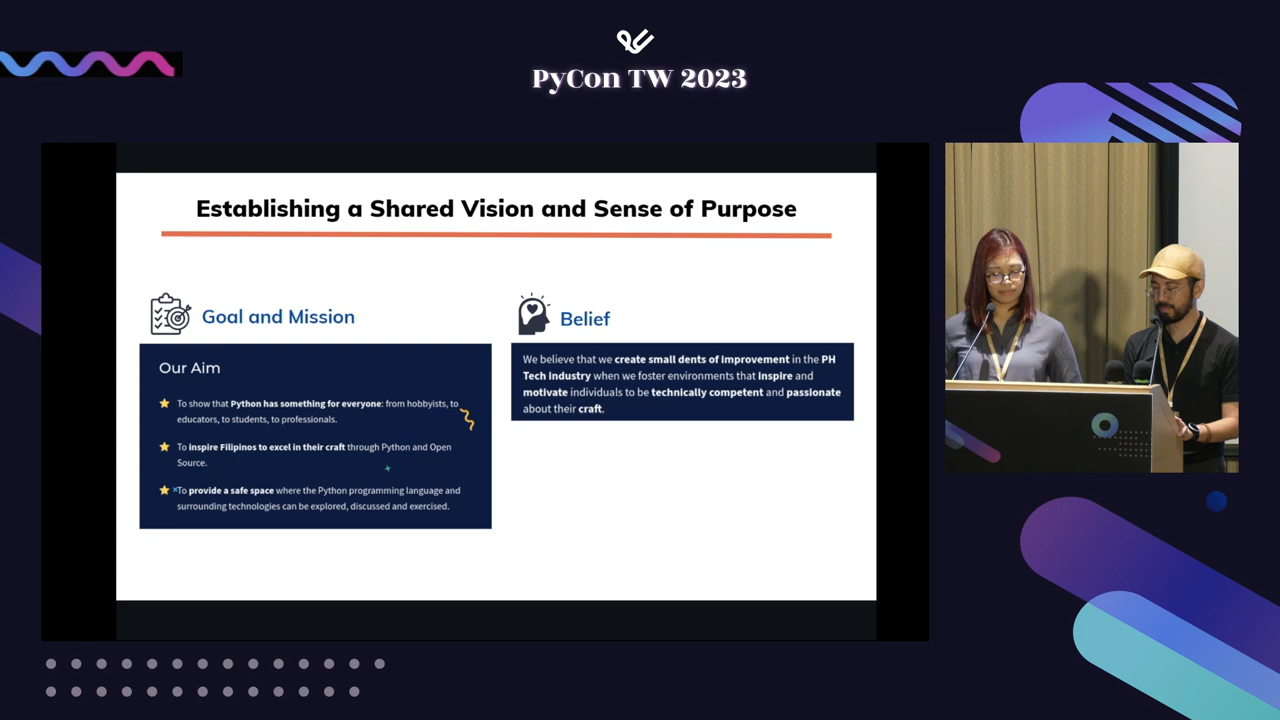 PyCon TW 2023
Establishing a Shared Vision and Sense of Purpose
Goal and Mission
Our Aim
To show that Python has something for everyone: from hobbyists, to
educators, to students, to professionals.
To inspire Filipinos to excel in their craft through Python and Open
Source.
To provide a safe space where the Python programming language and
surrounding technologies can be explored, discussed and exercised.
Belief
We believe that we create small dents of improvement in the PH
Tech industry when we foster environments that inspire and
motivate individuals to be technically competent and passionate
about their craft.